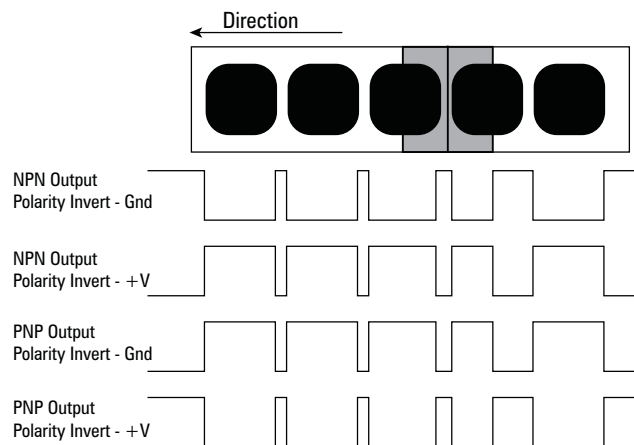 Direction
NPN Output
Polarity Invert - Gnd
NPN Output
Polarity Invert - +V
PNP Output
Polarity Invert - Gnd
PNP Output
Polarity Invert - +V